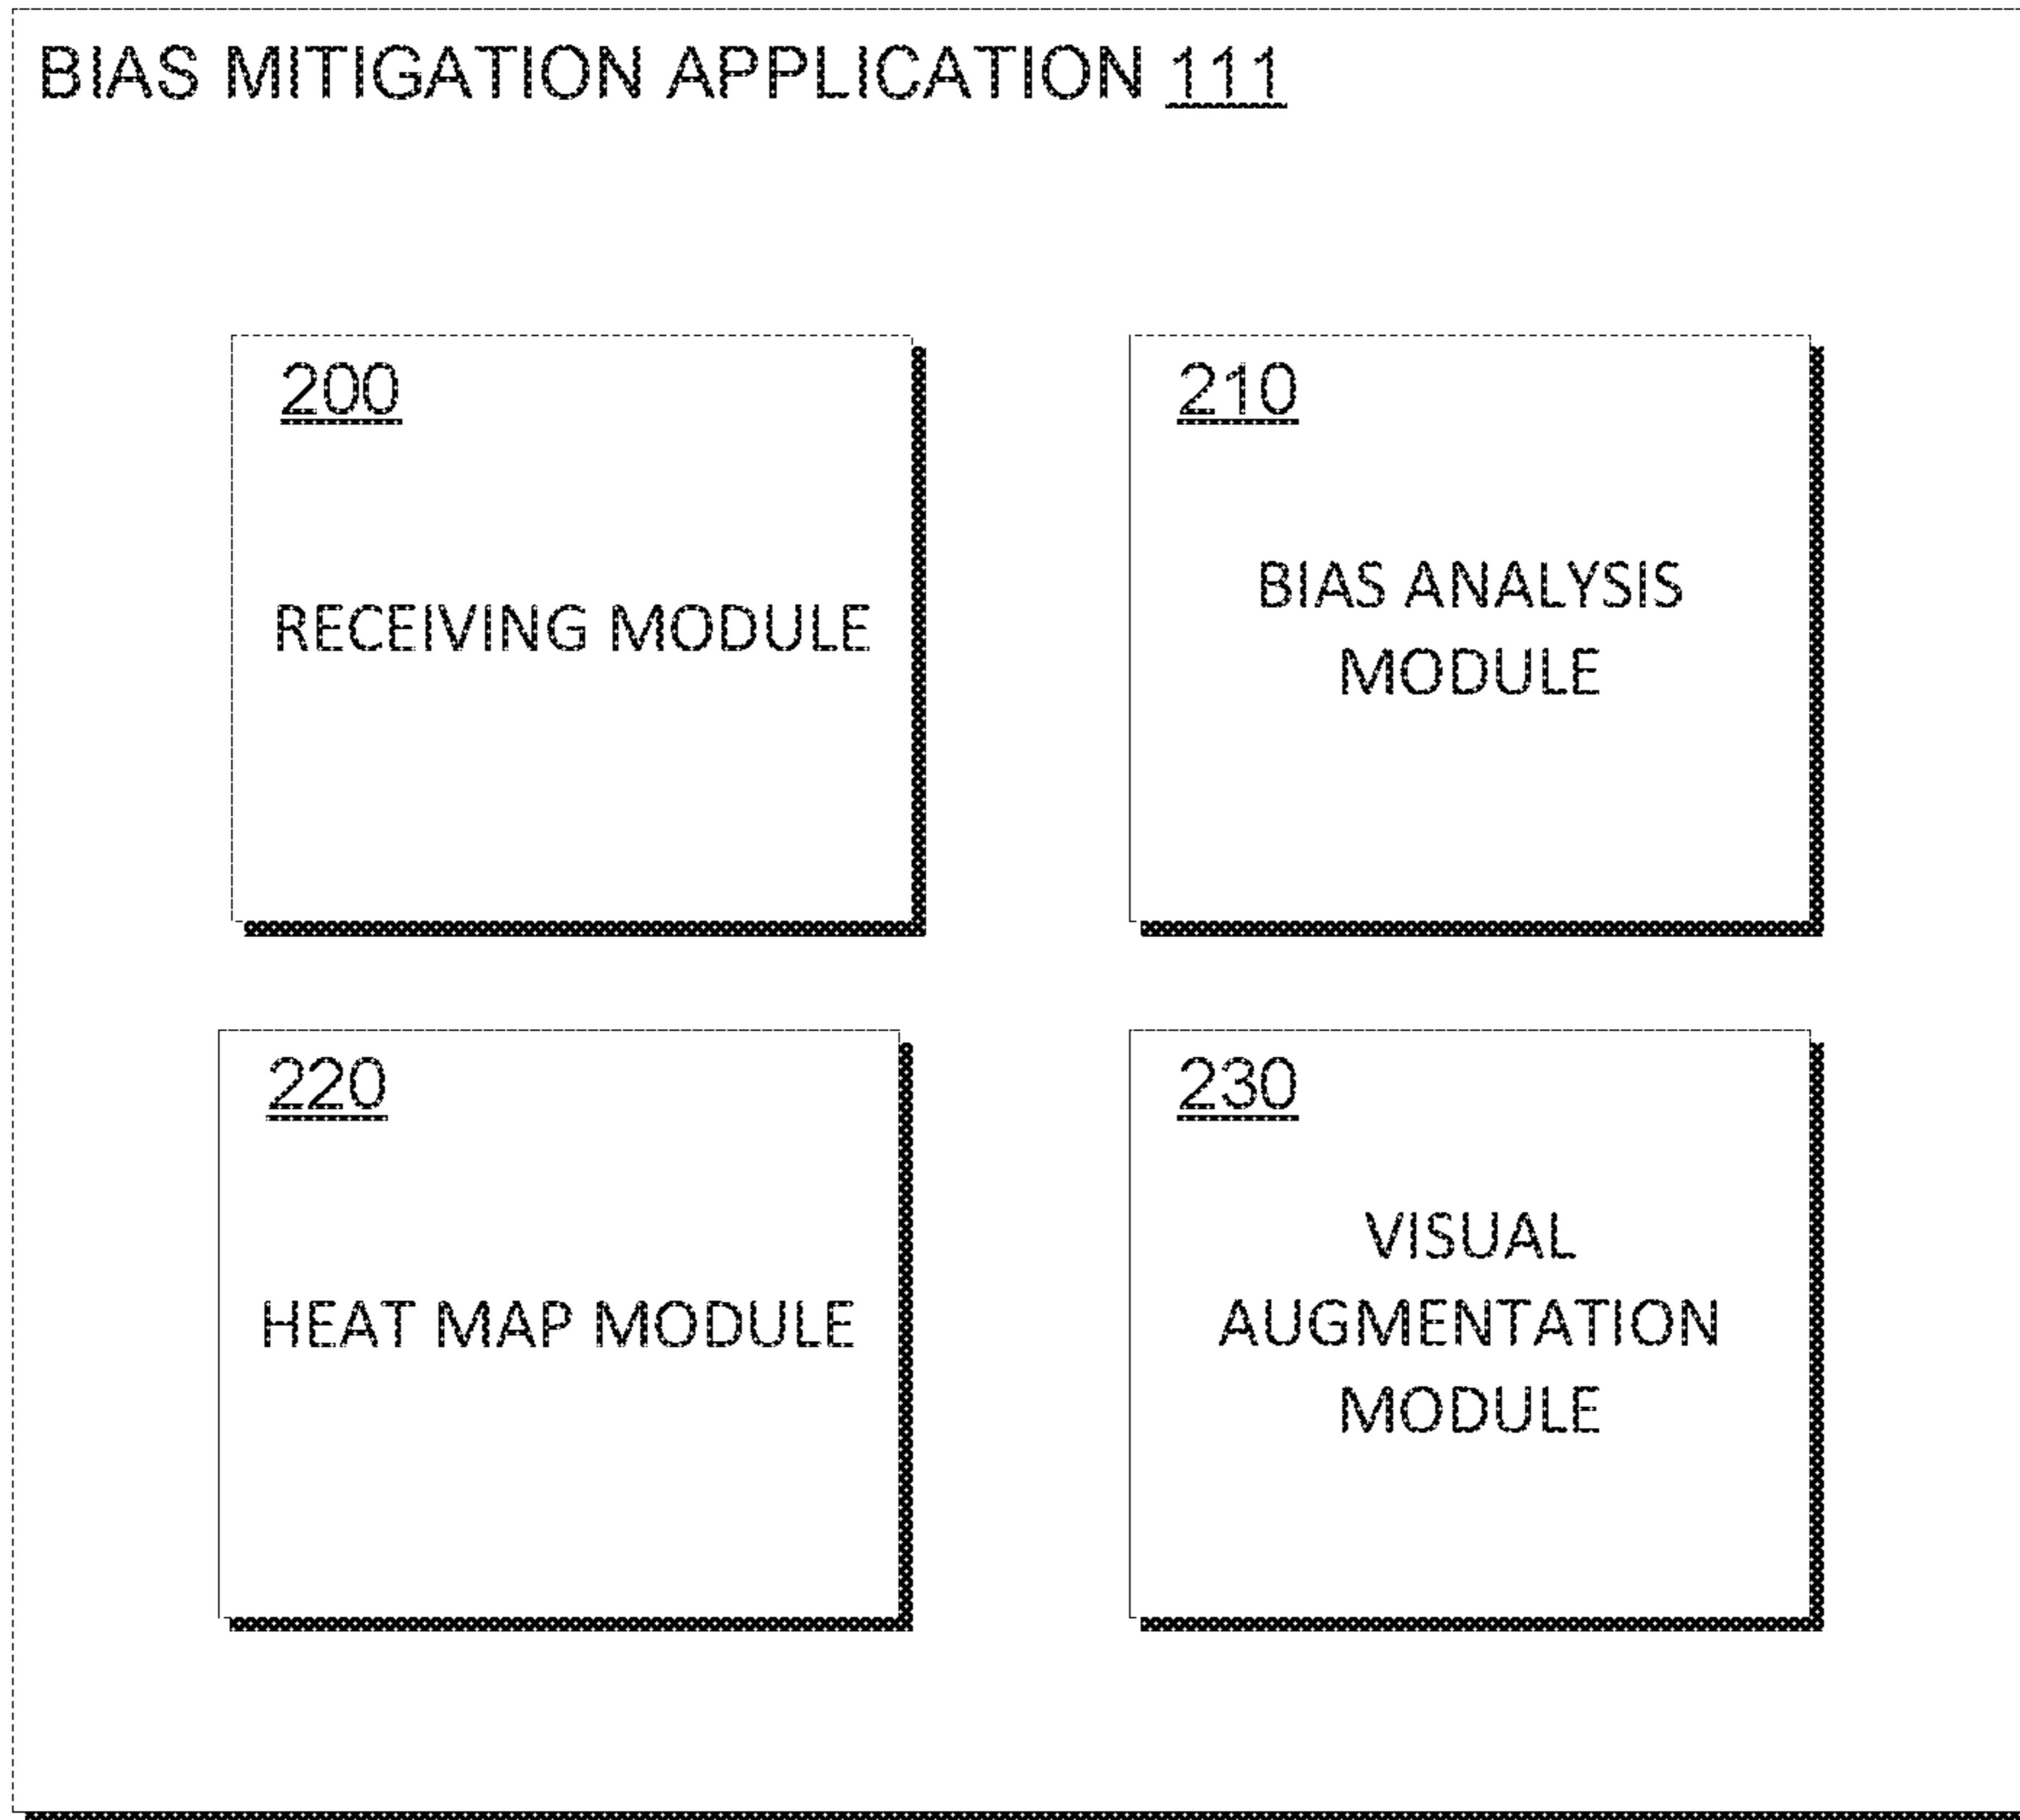 BIAS MITIGATION APPLICATION 111
200
RECEIVING MODULE
210
BIAS ANALYSIS
MODULE
220
HEAT MAP MODULE
230
VISUAL
AUGMENTATION
MODULE